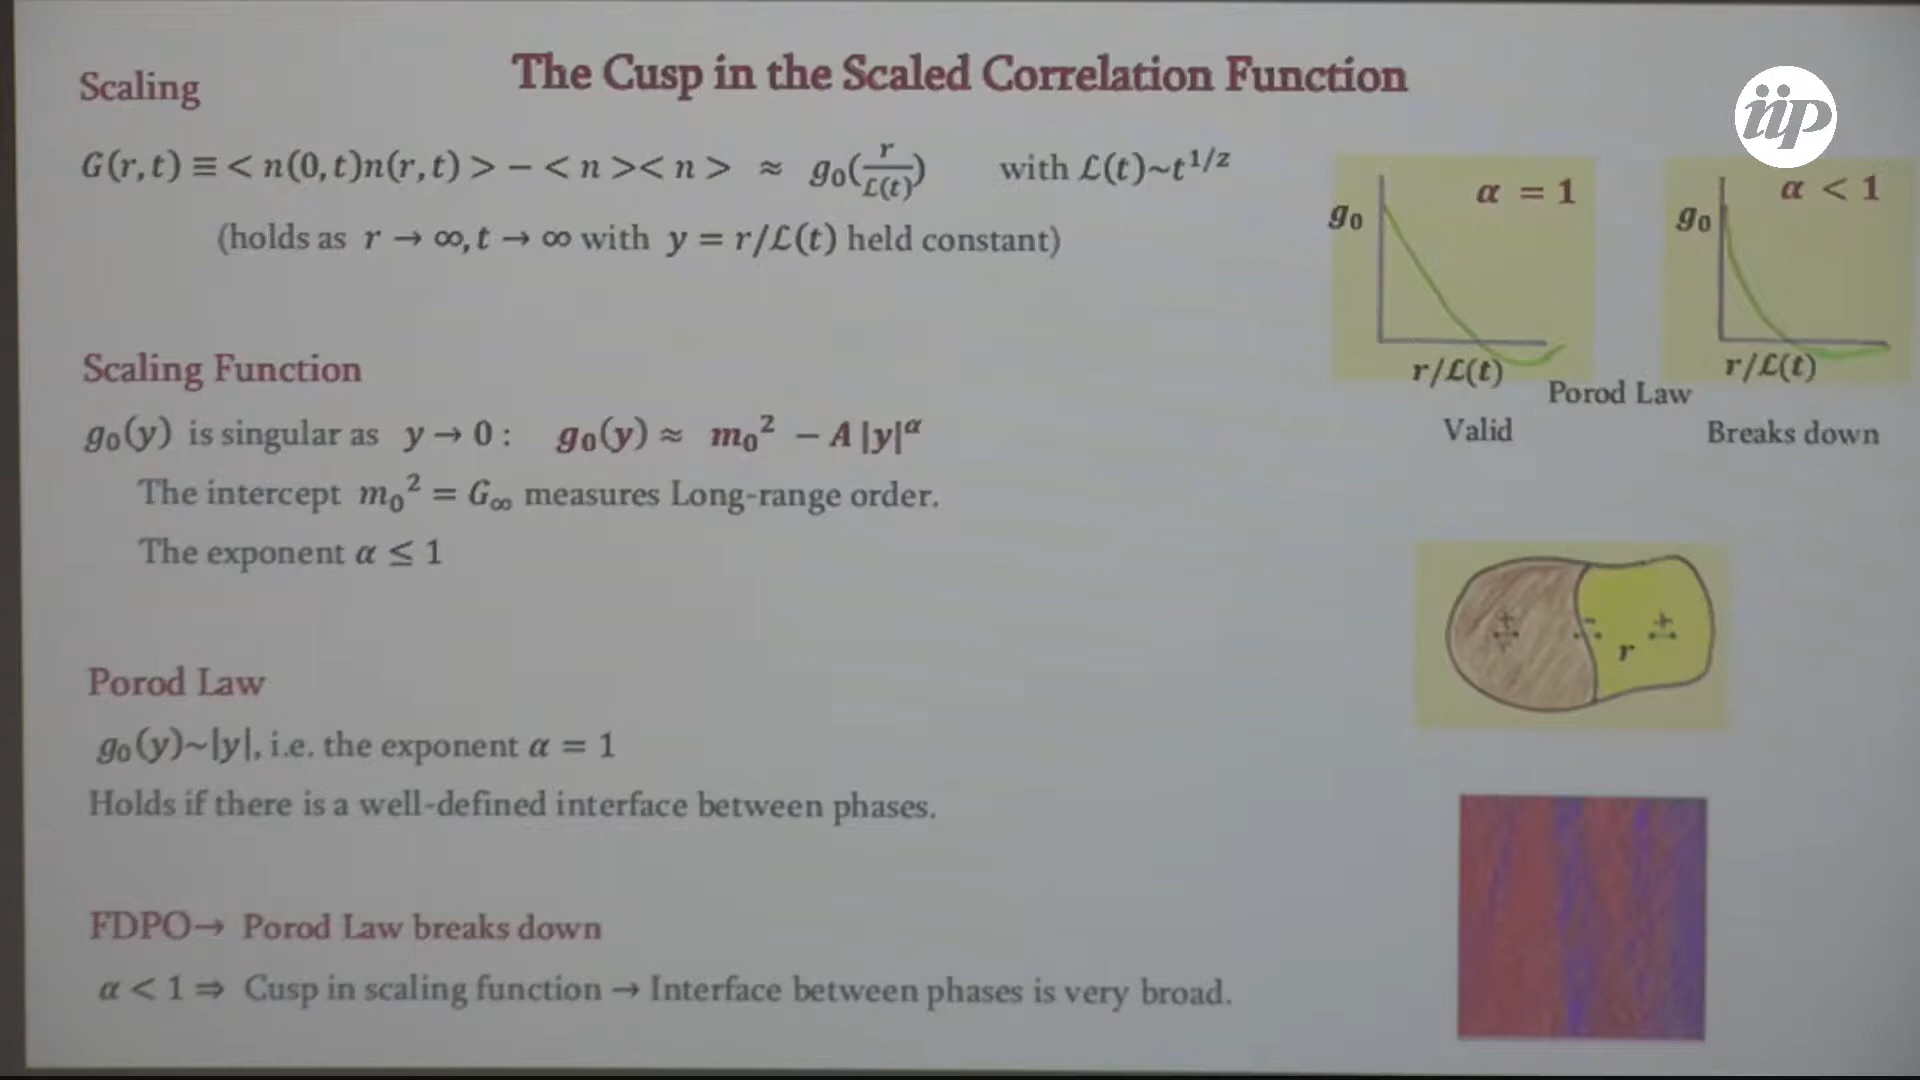 The Cusp in the Scaled Correlation Function
iip
Scaling
G(r,t) ≡ < n(0,t)n(r,t) > − < n >< n > ≈ g₀(r/ℒ(t)) with ℒ(t)~t^{1/z}
(holds as r → ∞, t → ∞ with y = r/ℒ(t) held constant)
Scaling Function
g₀(y) is singular as y → 0 : g₀(y) ≈ m₀² − A |y|^α
The intercept m₀² = G∞ measures Long-range order.
The exponent α ≤ 1
Porod Law
g₀(y)~|y|, i.e. the exponent α = 1
Holds if there is a well-defined interface between phases.
FDPO→ Porod Law breaks down
α < 1 ⇒ Cusp in scaling function → Interface between phases is very broad.
α = 1
g₀
r/ℒ(t)
α < 1
g₀
r/ℒ(t)
Porod Law
Valid
Breaks down
r